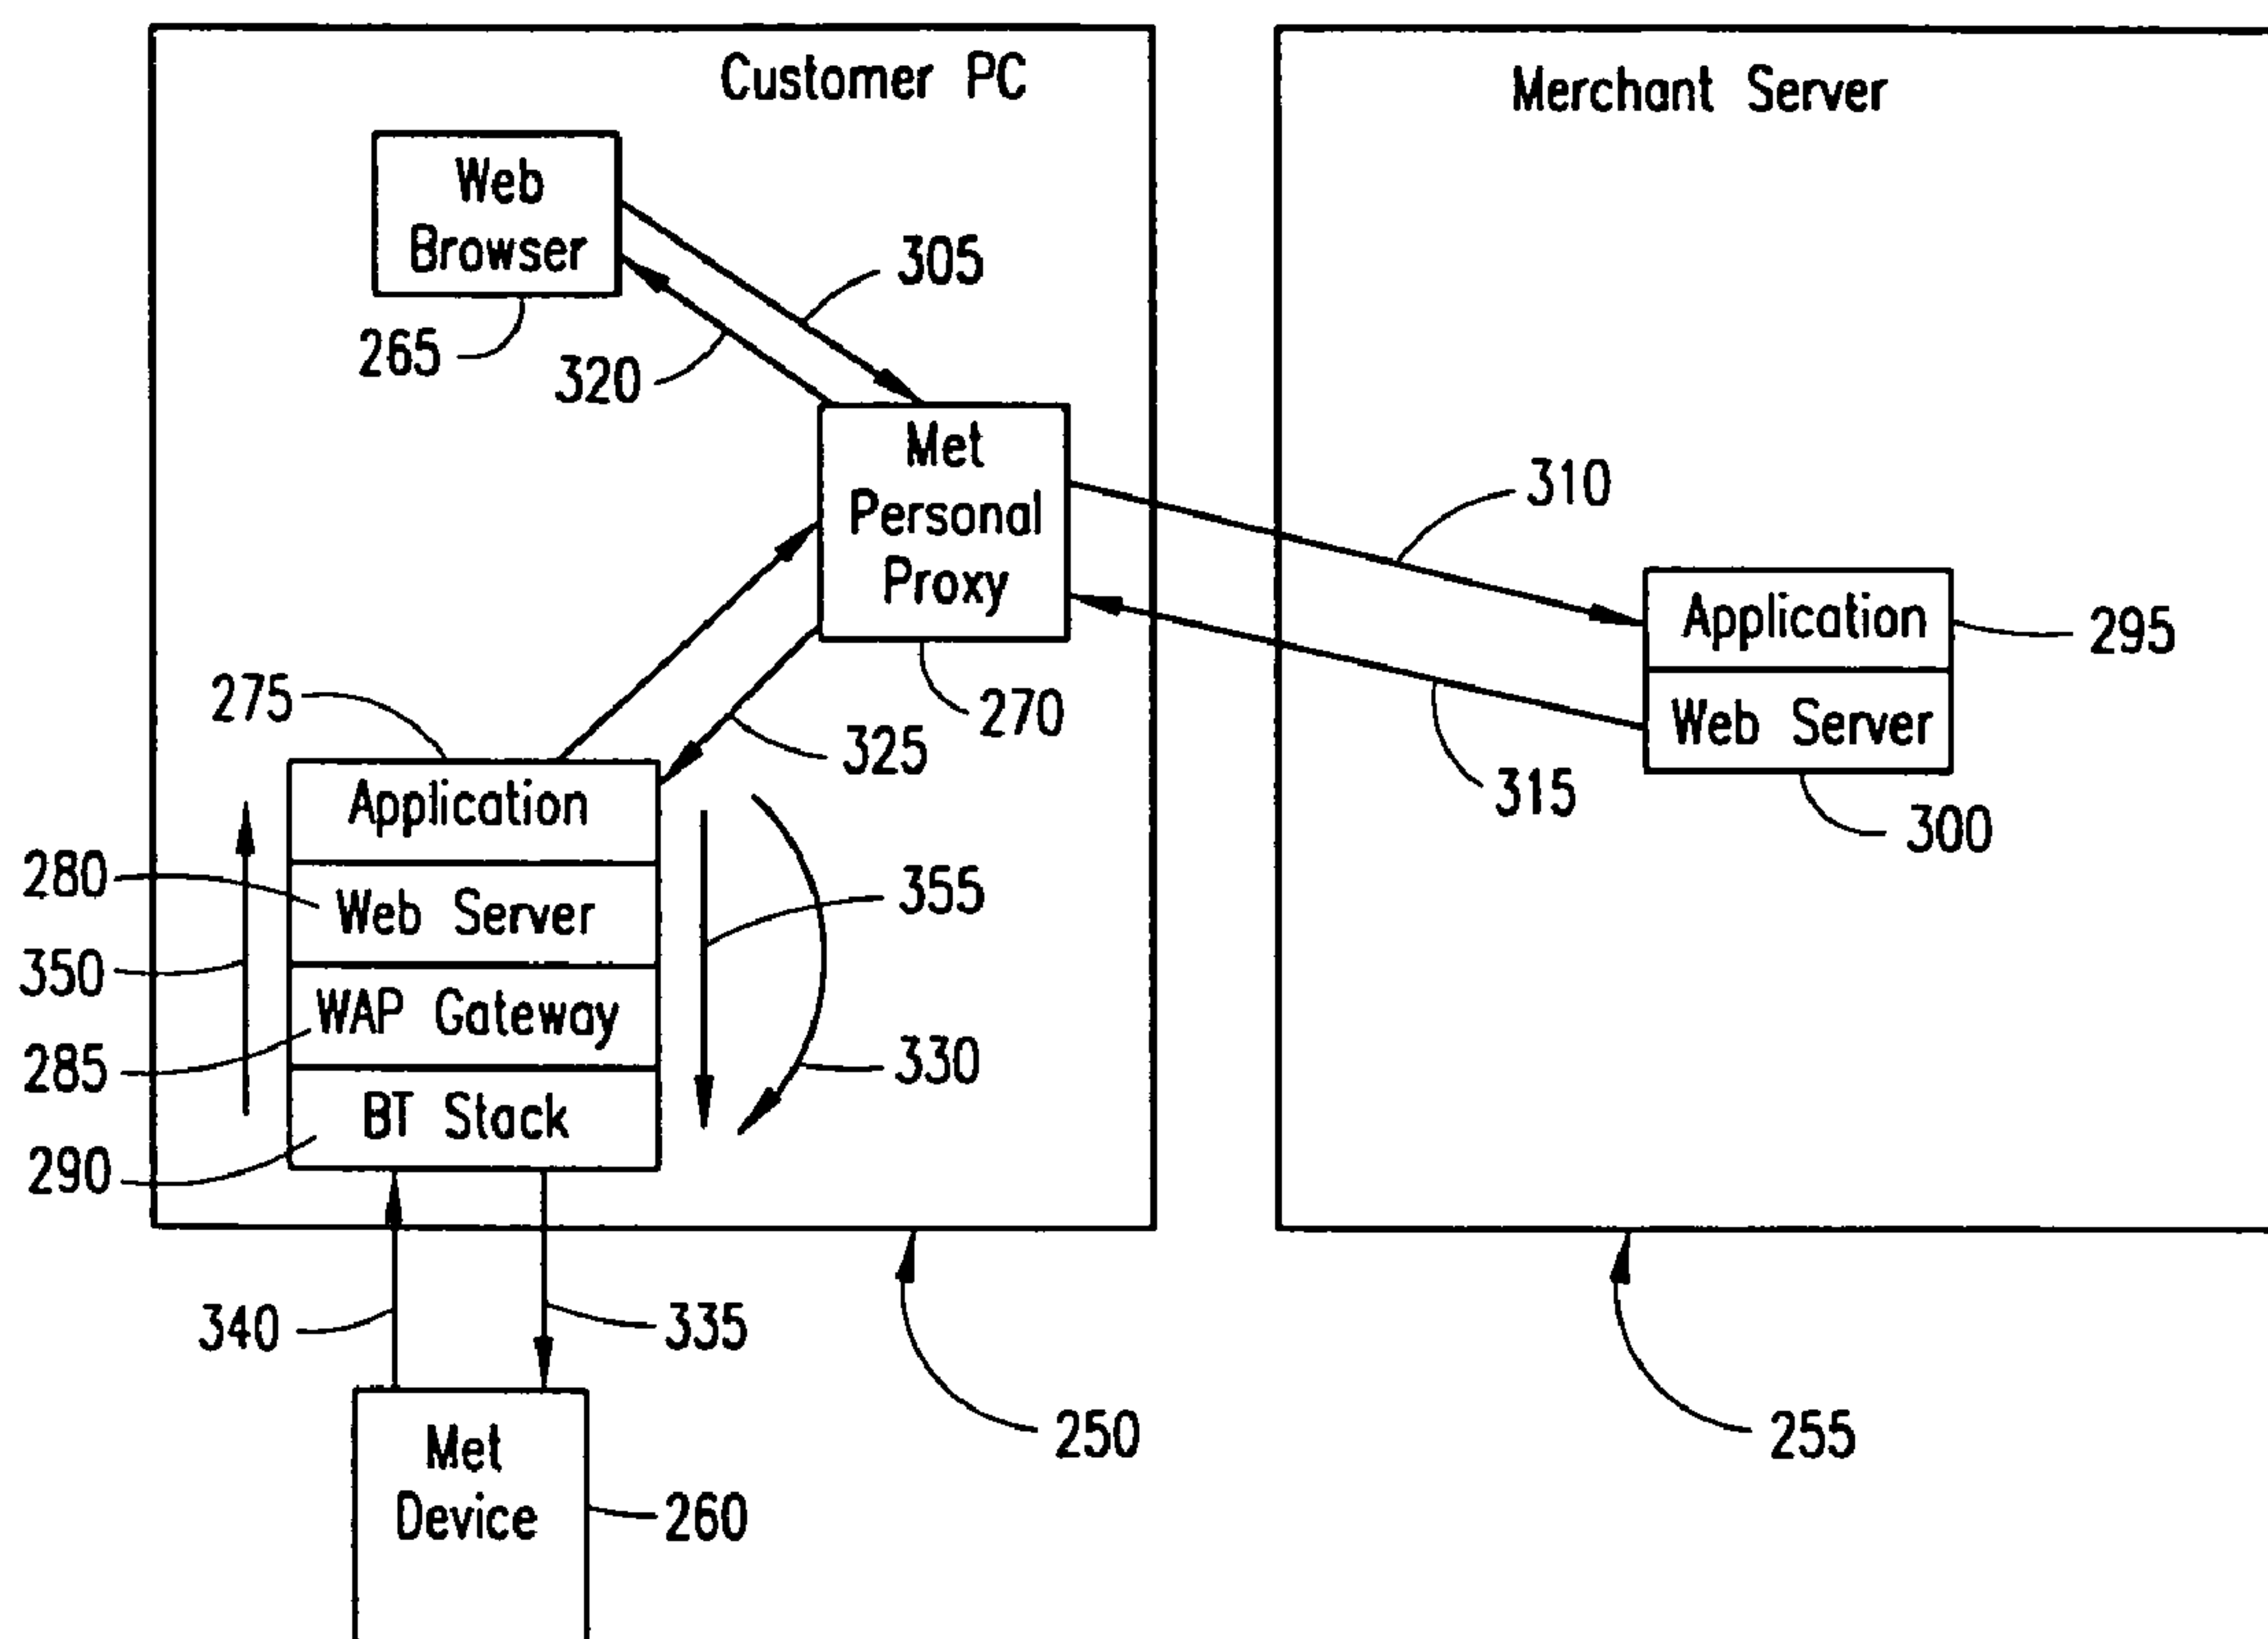 Customer PC
Merchant Server
Web
Browser
305
265
320
Met
Personal
Proxy
310
315
Application
295
Web Server
300
270
325
275
Application
280
Web Server
355
350
WAP Gateway
285
330
BT Stack
290
340
335
250
255
Met
Device
260